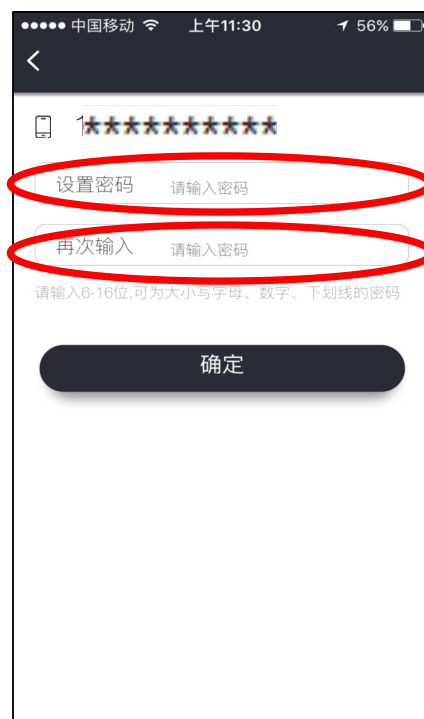 中国移动 上午11:30 56%
1**********
设置密码 请输入密码
再次输入 请输入密码
请输入6-16位,可为大小写字母、数字、下划线的密码
确定